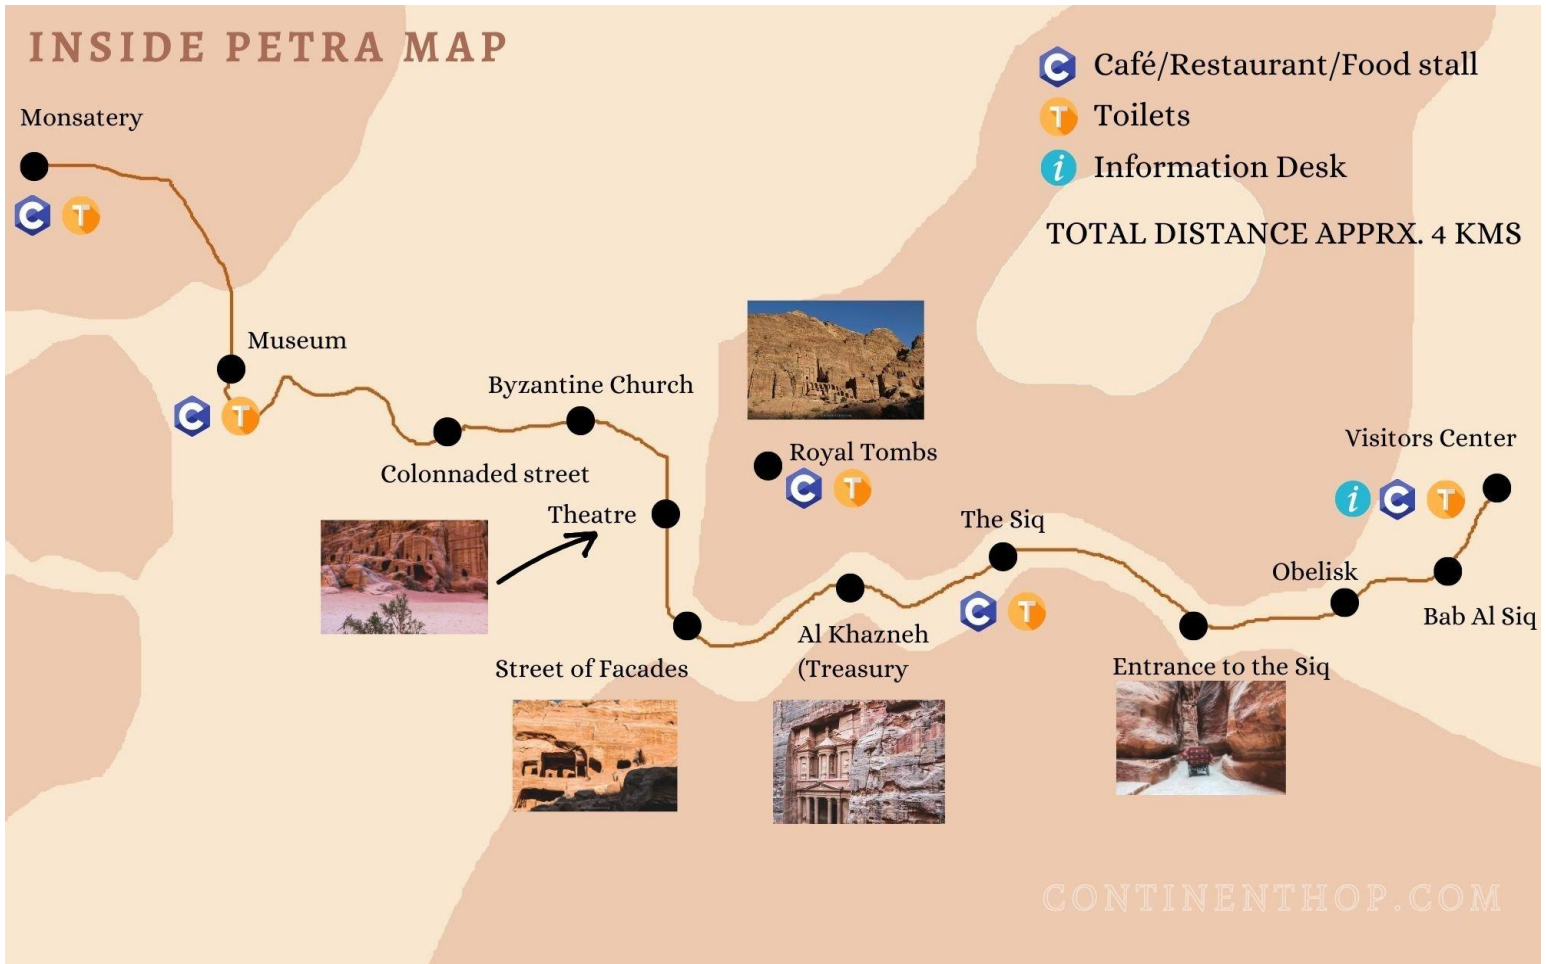 INSIDE PETRA MAP
C Café/Restaurant/Food stall
T Toilets
i Information Desk
TOTAL DISTANCE APPRX. 4 KMS
Monsatery
C T
Museum
C T
Byzantine Church
Colonnaded street
Theatre
Royal Tombs
C T
Visitors Center
i C T
The Siq
C T
Obelisk
Bab Al Siq
Al Khazneh
(Treasury
Street of Facades
Entrance to the Siq
CONTINENTHOP.COM